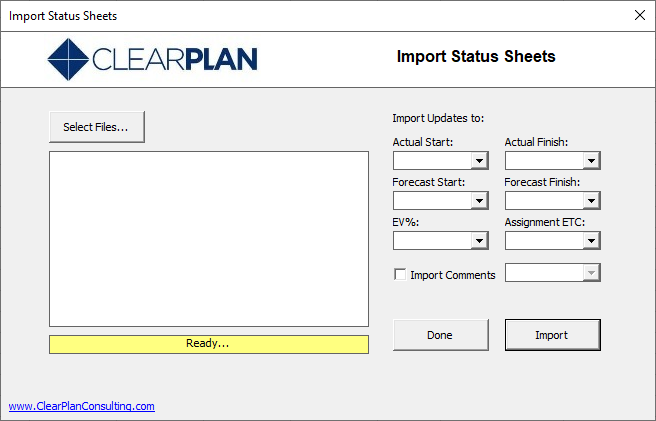 Import Status Sheets
CLEARPLAN
Import Status Sheets
Select Files...
Ready...
Import Updates to:
Actual Start:
Actual Finish:
Forecast Start:
Forecast Finish:
EV%:
Assignment ETC:
Import Comments
Done
Import
www.ClearPlanConsulting.com